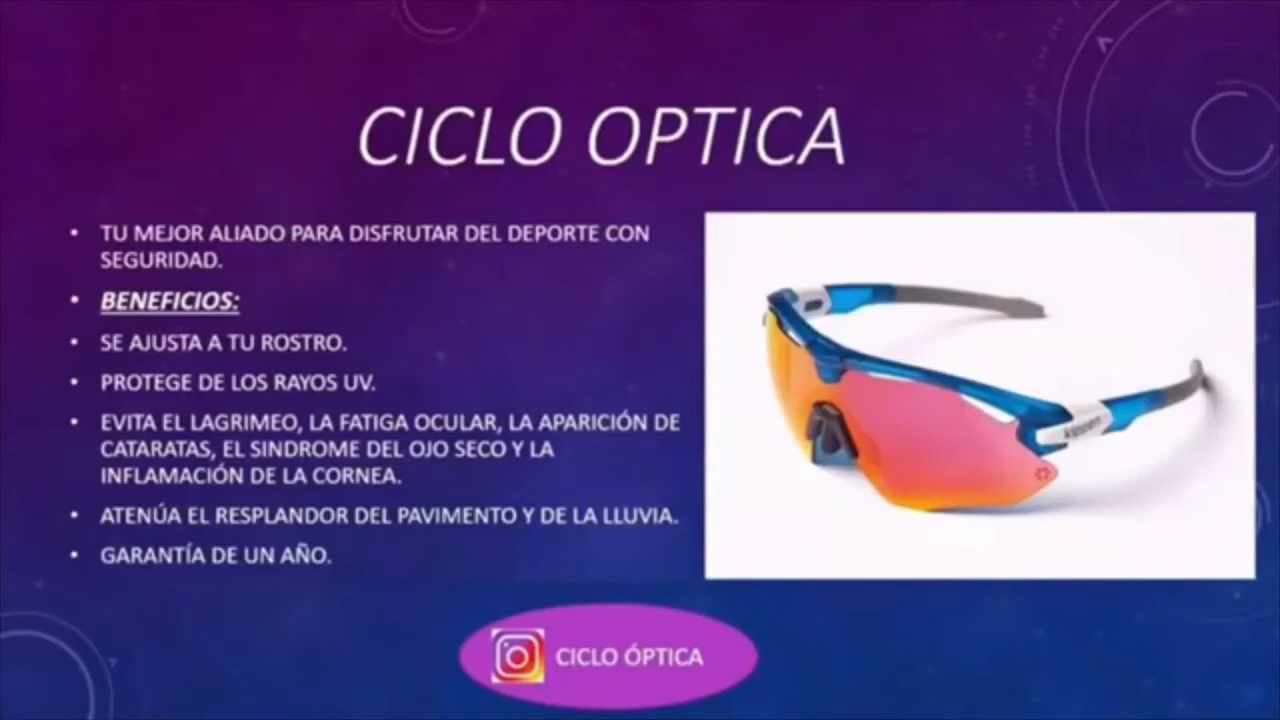 CICLO OPTICA
• TU MEJOR ALIADO PARA DISFRUTAR DEL DEPORTE CON
SEGURIDAD.
• BENEFICIOS:
• SE AJUSTA A TU ROSTRO.
• PROTEGE DE LOS RAYOS UV.
• EVITA EL LAGRIMEO, LA FATIGA OCULAR, LA APARICIÓN DE
CATARATAS, EL SINDROME DEL OJO SECO Y LA
INFLAMACIÓN DE LA CORNEA.
• ATENÚA EL RESPLANDOR DEL PAVIMENTO Y DE LA LLUVIA.
• GARANTÍA DE UN AÑO.
CICLO ÓPTICA